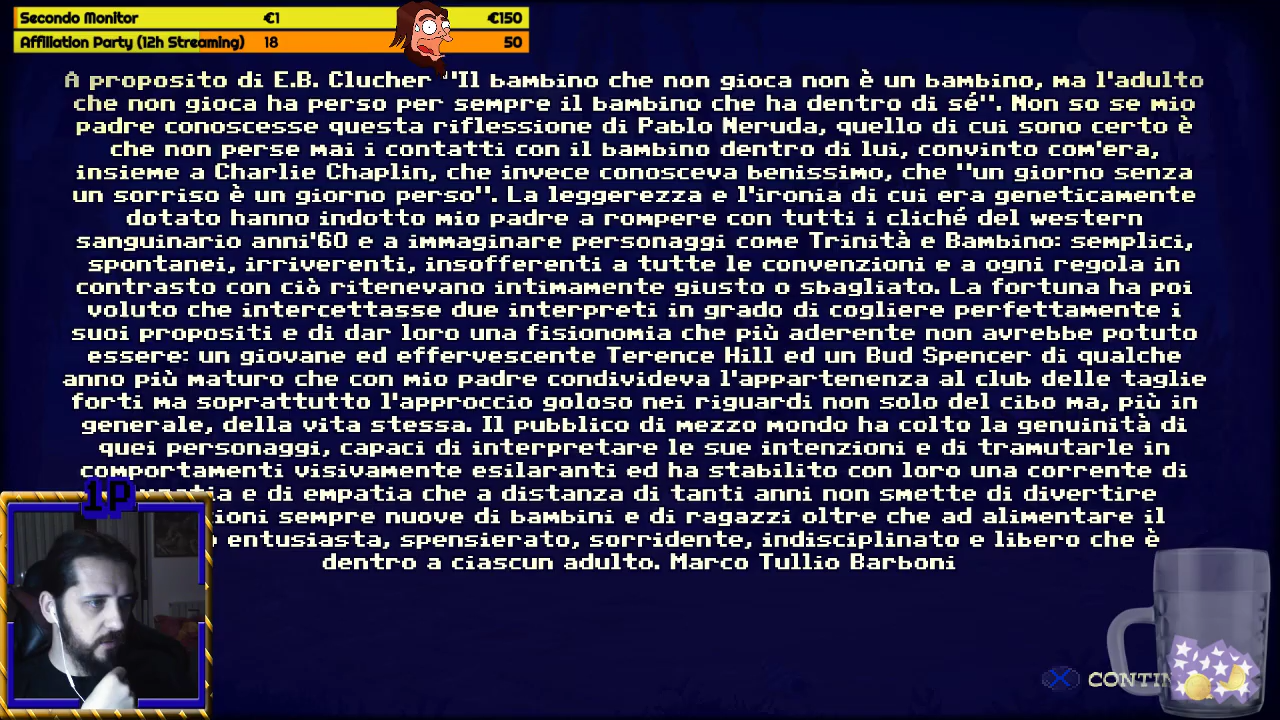 Secondo Monitor €1 €150
Affiliation Party (12h Streaming) 18 50
A proposito di E.B. Clucher "Il bambino che non gioca non è un bambino, ma l'adulto
che non gioca ha perso per sempre il bambino che ha dentro di sé". Non so se mio
padre conoscesse questa riflessione di Pablo Neruda, quello di cui sono certo è
che non perse mai i contatti con il bambino dentro di lui, convinto com'era,
insieme a Charlie Chaplin, che invece conosceva benissimo, che "un giorno senza
un sorriso è un giorno perso". La leggerezza e l'ironia di cui era geneticamente
dotato hanno indotto mio padre a rompere con tutti i cliché del western
sanguinario anni'60 e a immaginare personaggi come Trinità e Bambino: semplici,
spontanei, irriverenti, insofferenti a tutte le convenzioni e a ogni regola in
contrasto con ciò ritenevano intimamente giusto o sbagliato. La fortuna ha poi
voluto che intercettasse due interpreti in grado di cogliere perfettamente i
suoi propositi e di dar loro una fisionomia che più aderente non avrebbe potuto
essere: un giovane ed effervescente Terence Hill ed un Bud Spencer di qualche
anno più maturo che con mio padre condivideva l'appartenenza al club delle taglie
forti ma soprattutto l'approccio goloso nei riguardi non solo del cibo ma, più in
generale, della vita stessa. Il pubblico di mezzo mondo ha colto la genuinità di
quei personaggi, capaci di interpretare le sue intenzioni e di tramutarle in
comportamenti visivamente esilaranti ed ha stabilito con loro una corrente di
e di empatia che a distanza di tanti anni non smette di divertire
sempre nuove di bambini e di ragazzi oltre che ad alimentare il
entusiasta, spensierato, sorridente, indisciplinato e libero che è
dentro a ciascun adulto. Marco Tullio Barboni
1P